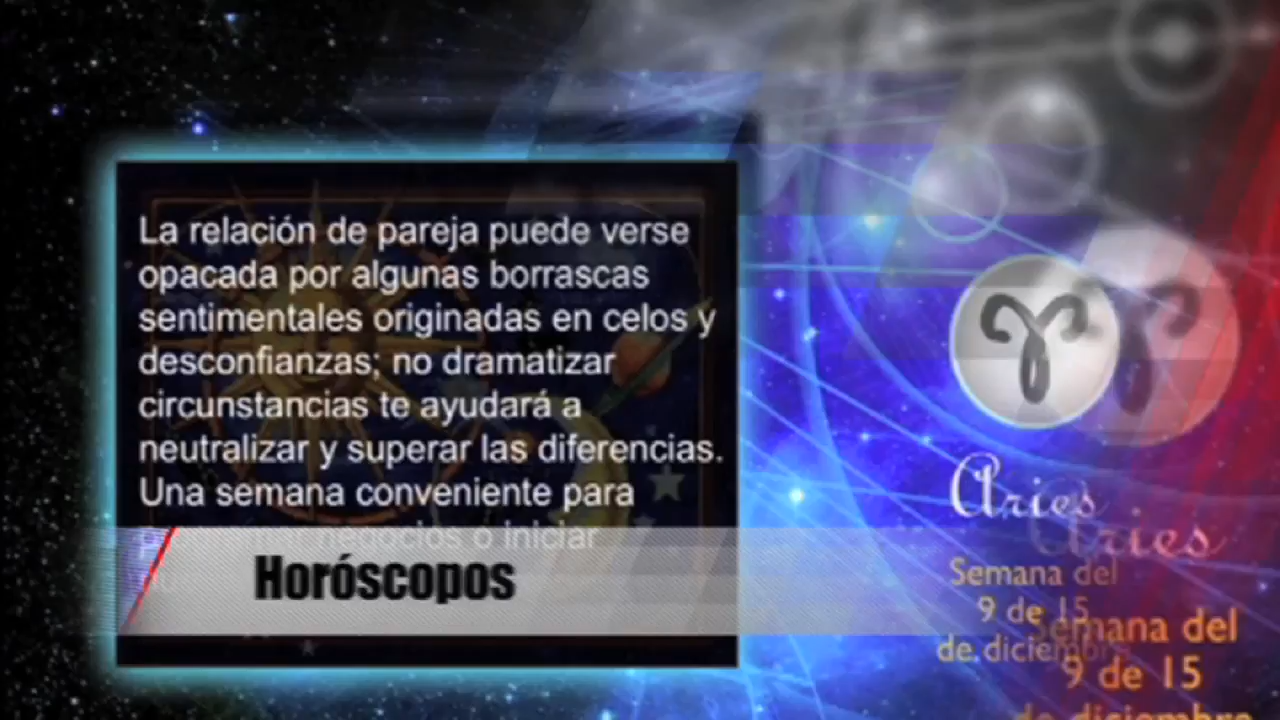 La relación de pareja puede verse
opacada por algunas borrascas
sentimentales originadas en celos y
desconfianzas; no dramatizar
circunstancias te ayudará a
neutralizar y superar las diferencias.
Una semana conveniente para
negocios o iniciar
Horóscopos
Aries
Semana del
9 de 15
de diciembre
Aries
Semana del
9 de 15
de diciembre